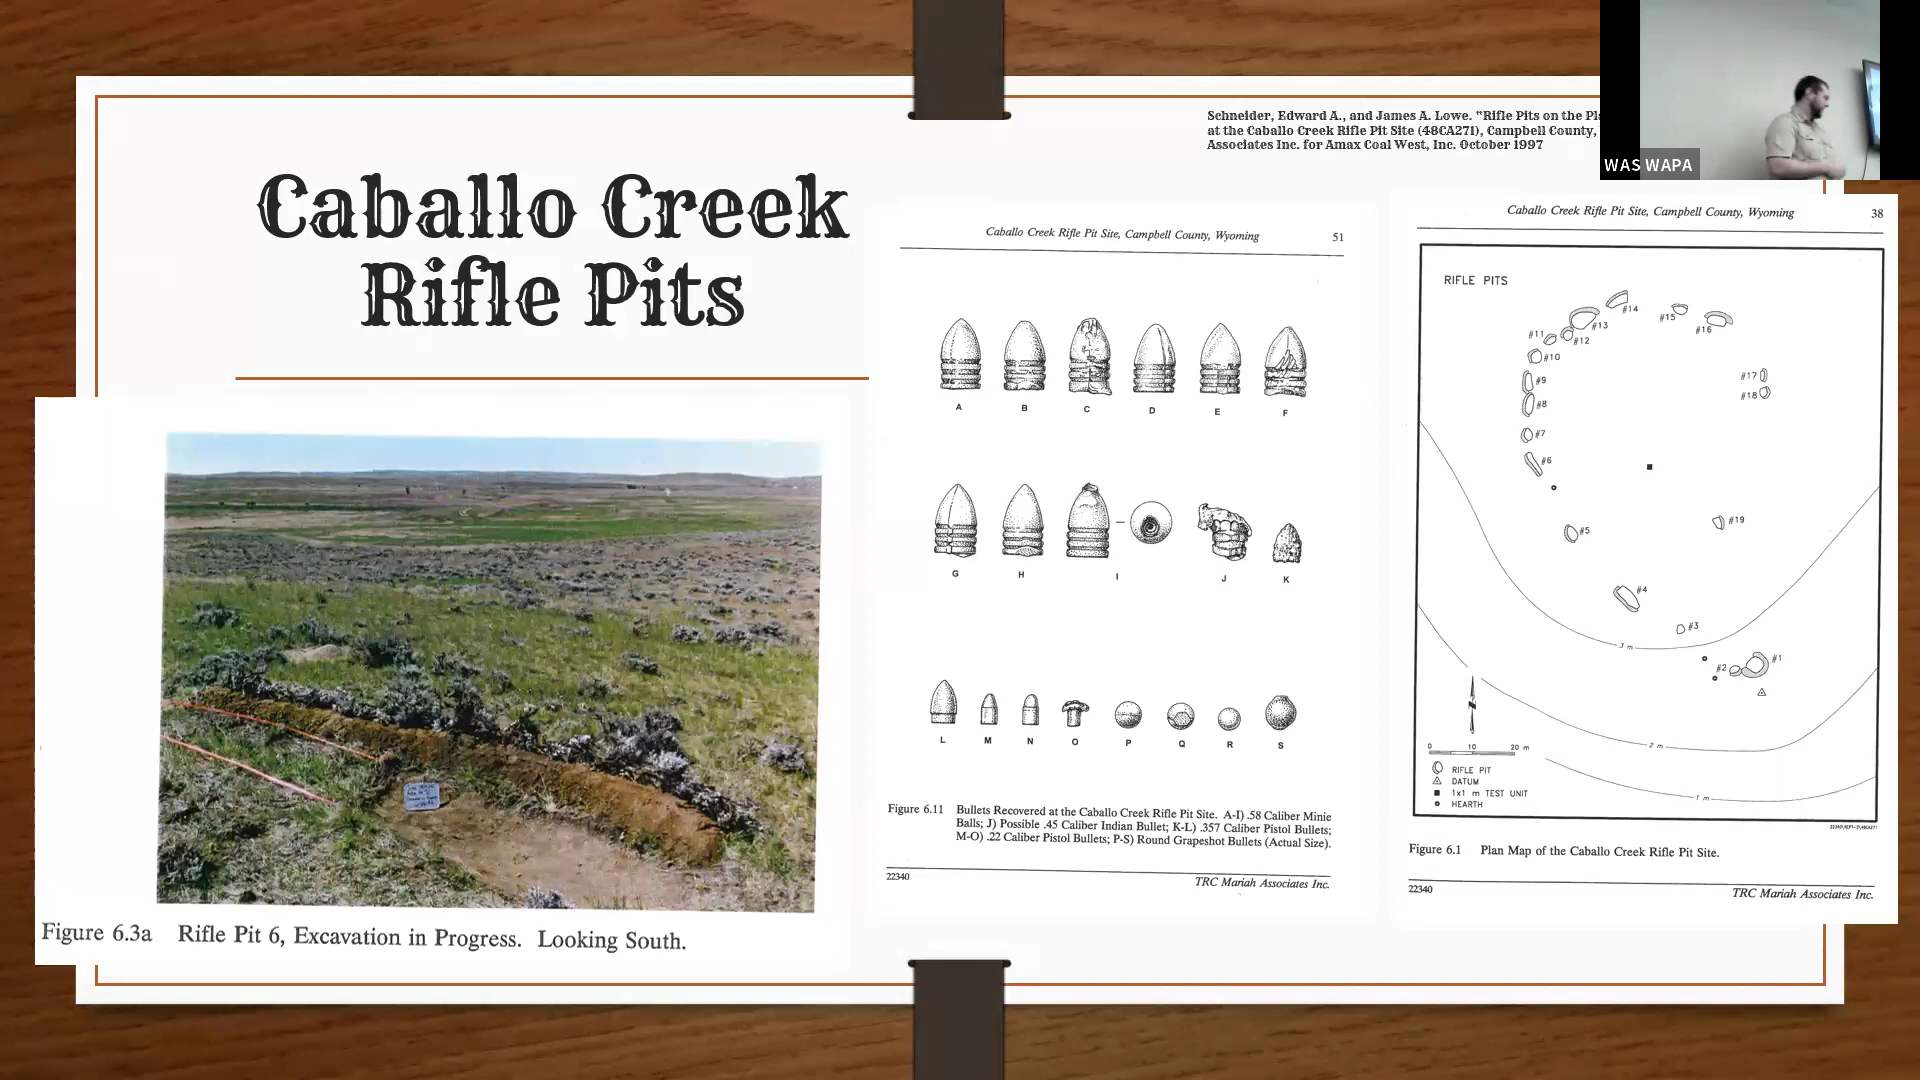 Caballo Creek
Rifle Pits
Schneider, Edward A., and James A. Lowe. "Rifle Pits on the
at the Caballo Creek Rifle Pit Site (48CA271), Campbell County,
Associates Inc. for Amax Coal West, Inc. October 1997
WAS WAPA
Figure 6.3a Rifle Pit 6, Excavation in Progress. Looking South.
Caballo Creek Rifle Pit Site, Campbell County, Wyoming 51
A B C D E F
G H I J K
L M N O P Q R S
Figure 6.11 Bullets Recovered at the Caballo Creek Rifle Pit Site. A-I) .58 Caliber Minie
Balls; J) Possible .45 Caliber Indian Bullet; K-L) .357 Caliber Pistol Bullets;
M-O) .22 Caliber Pistol Bullets; P-S) Round Grapeshot Bullets (Actual Size).
22340 TRC Mariah Associates Inc.
Caballo Creek Rifle Pit Site, Campbell County, Wyoming 38
RIFLE PITS
#14
#15
#16
#13
#11
#12
#10
#17
#18
#9
#8
#7
#6
#5
#19
#4
#3
3 m
#2
#1
N
2 m
1 m
0 10 20 m
RIFLE PIT
DATUM
1x1 m TEST UNIT
HEARTH
Figure 6.1 Plan Map of the Caballo Creek Rifle Pit Site.
22340 TRC Mariah Associates Inc.